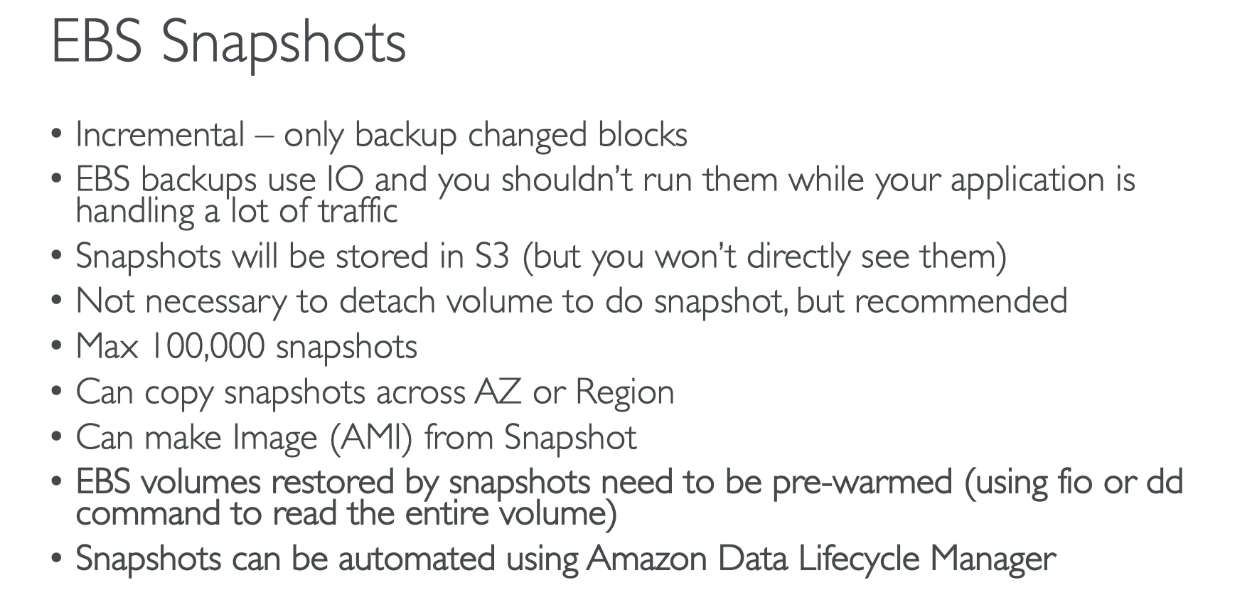 EBS Snapshots
• Incremental – only backup changed blocks
• EBS backups use IO and you shouldn't run them while your application is
handling a lot of traffic
• Snapshots will be stored in S3 (but you won't directly see them)
• Not necessary to detach volume to do snapshot, but recommended
• Max 100,000 snapshots
• Can copy snapshots across AZ or Region
• Can make Image (AMI) from Snapshot
• EBS volumes restored by snapshots need to be pre-warmed (using fio or dd
command to read the entire volume)
• Snapshots can be automated using Amazon Data Lifecycle Manager